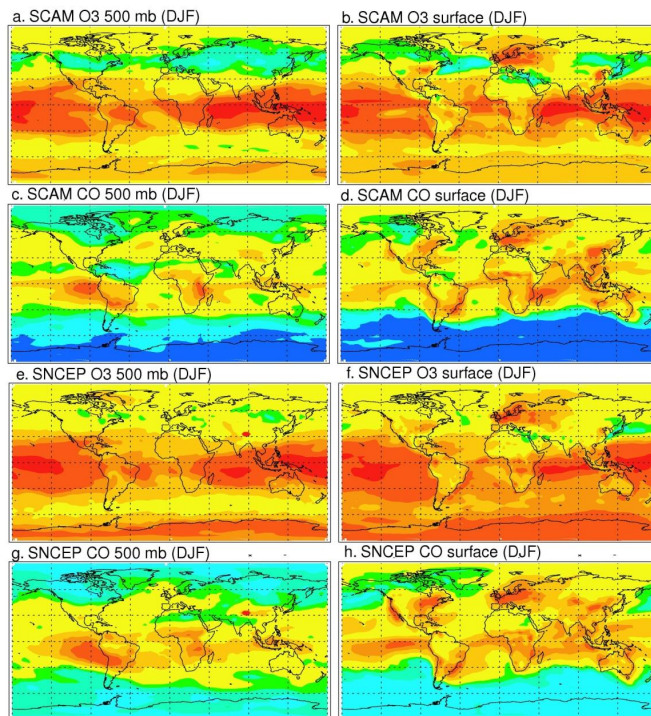 a. SCAM O3 500 mb (DJF)
b. SCAM O3 surface (DJF)
c. SCAM CO 500 mb (DJF)
d. SCAM CO surface (DJF)
e. SNCEP O3 500 mb (DJF)
f. SNCEP O3 surface (DJF)
g. SNCEP CO 500 mb (DJF)
h. SNCEP CO surface (DJF)